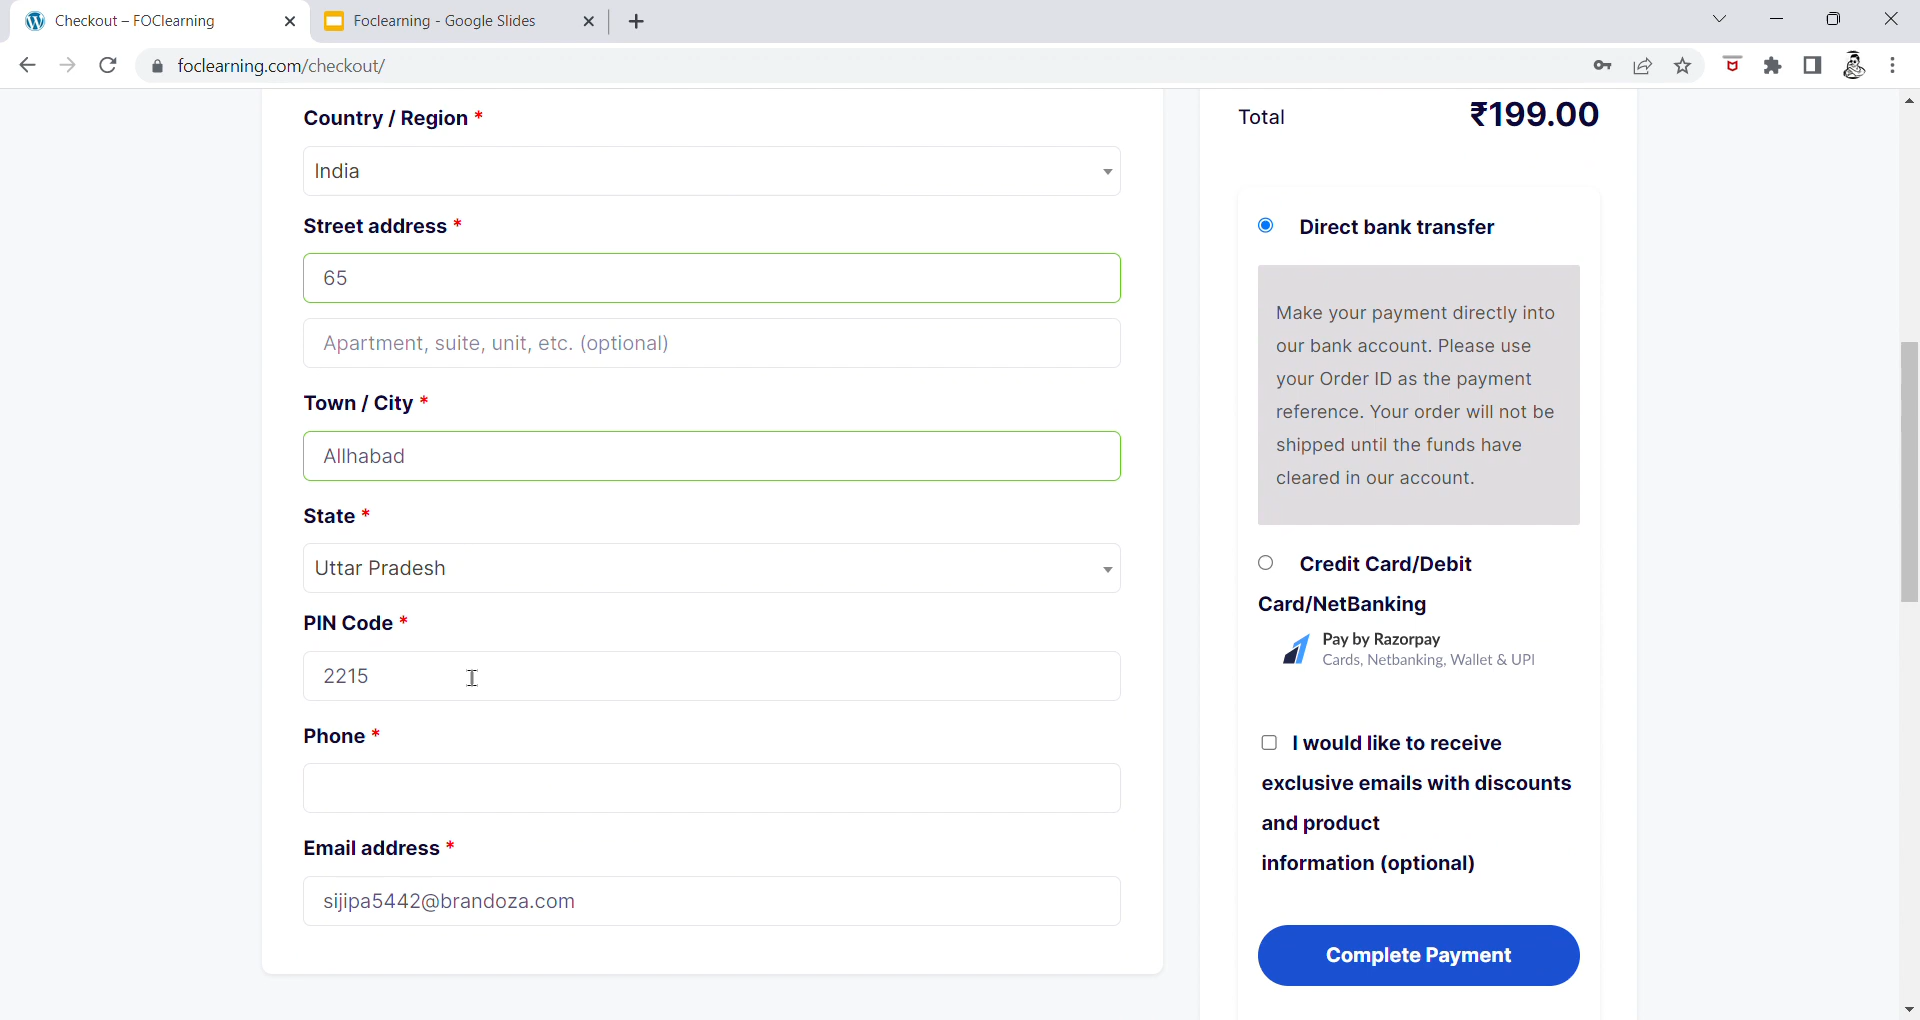 Checkout – FOClearning
Foclearning - Google Slides
foclearning.com/checkout/
Country / Region *
India
Street address *
65
Apartment, suite, unit, etc. (optional)
Town / City *
Allhabad
State *
Uttar Pradesh
PIN Code *
2215
Phone *
Email address *
sijipa5442@brandoza.com
Total ₹199.00
Direct bank transfer
Make your payment directly into
our bank account. Please use
your Order ID as the payment
reference. Your order will not be
shipped until the funds have
cleared in our account.
Credit Card/Debit
Card/NetBanking
Pay by Razorpay
Cards, Netbanking, Wallet & UPI
I would like to receive
exclusive emails with discounts
and product
information (optional)
Complete Payment